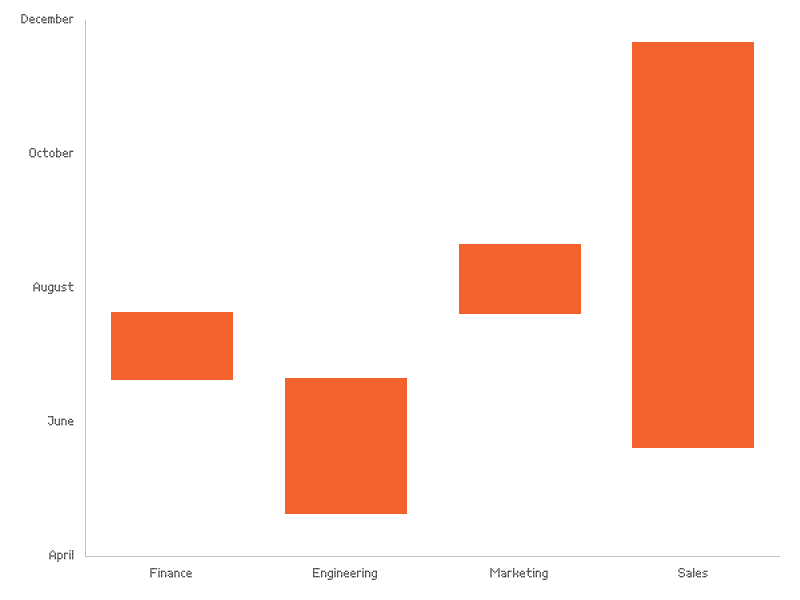 December
October
August
June
April
Finance
Engineering
Marketing
Sales